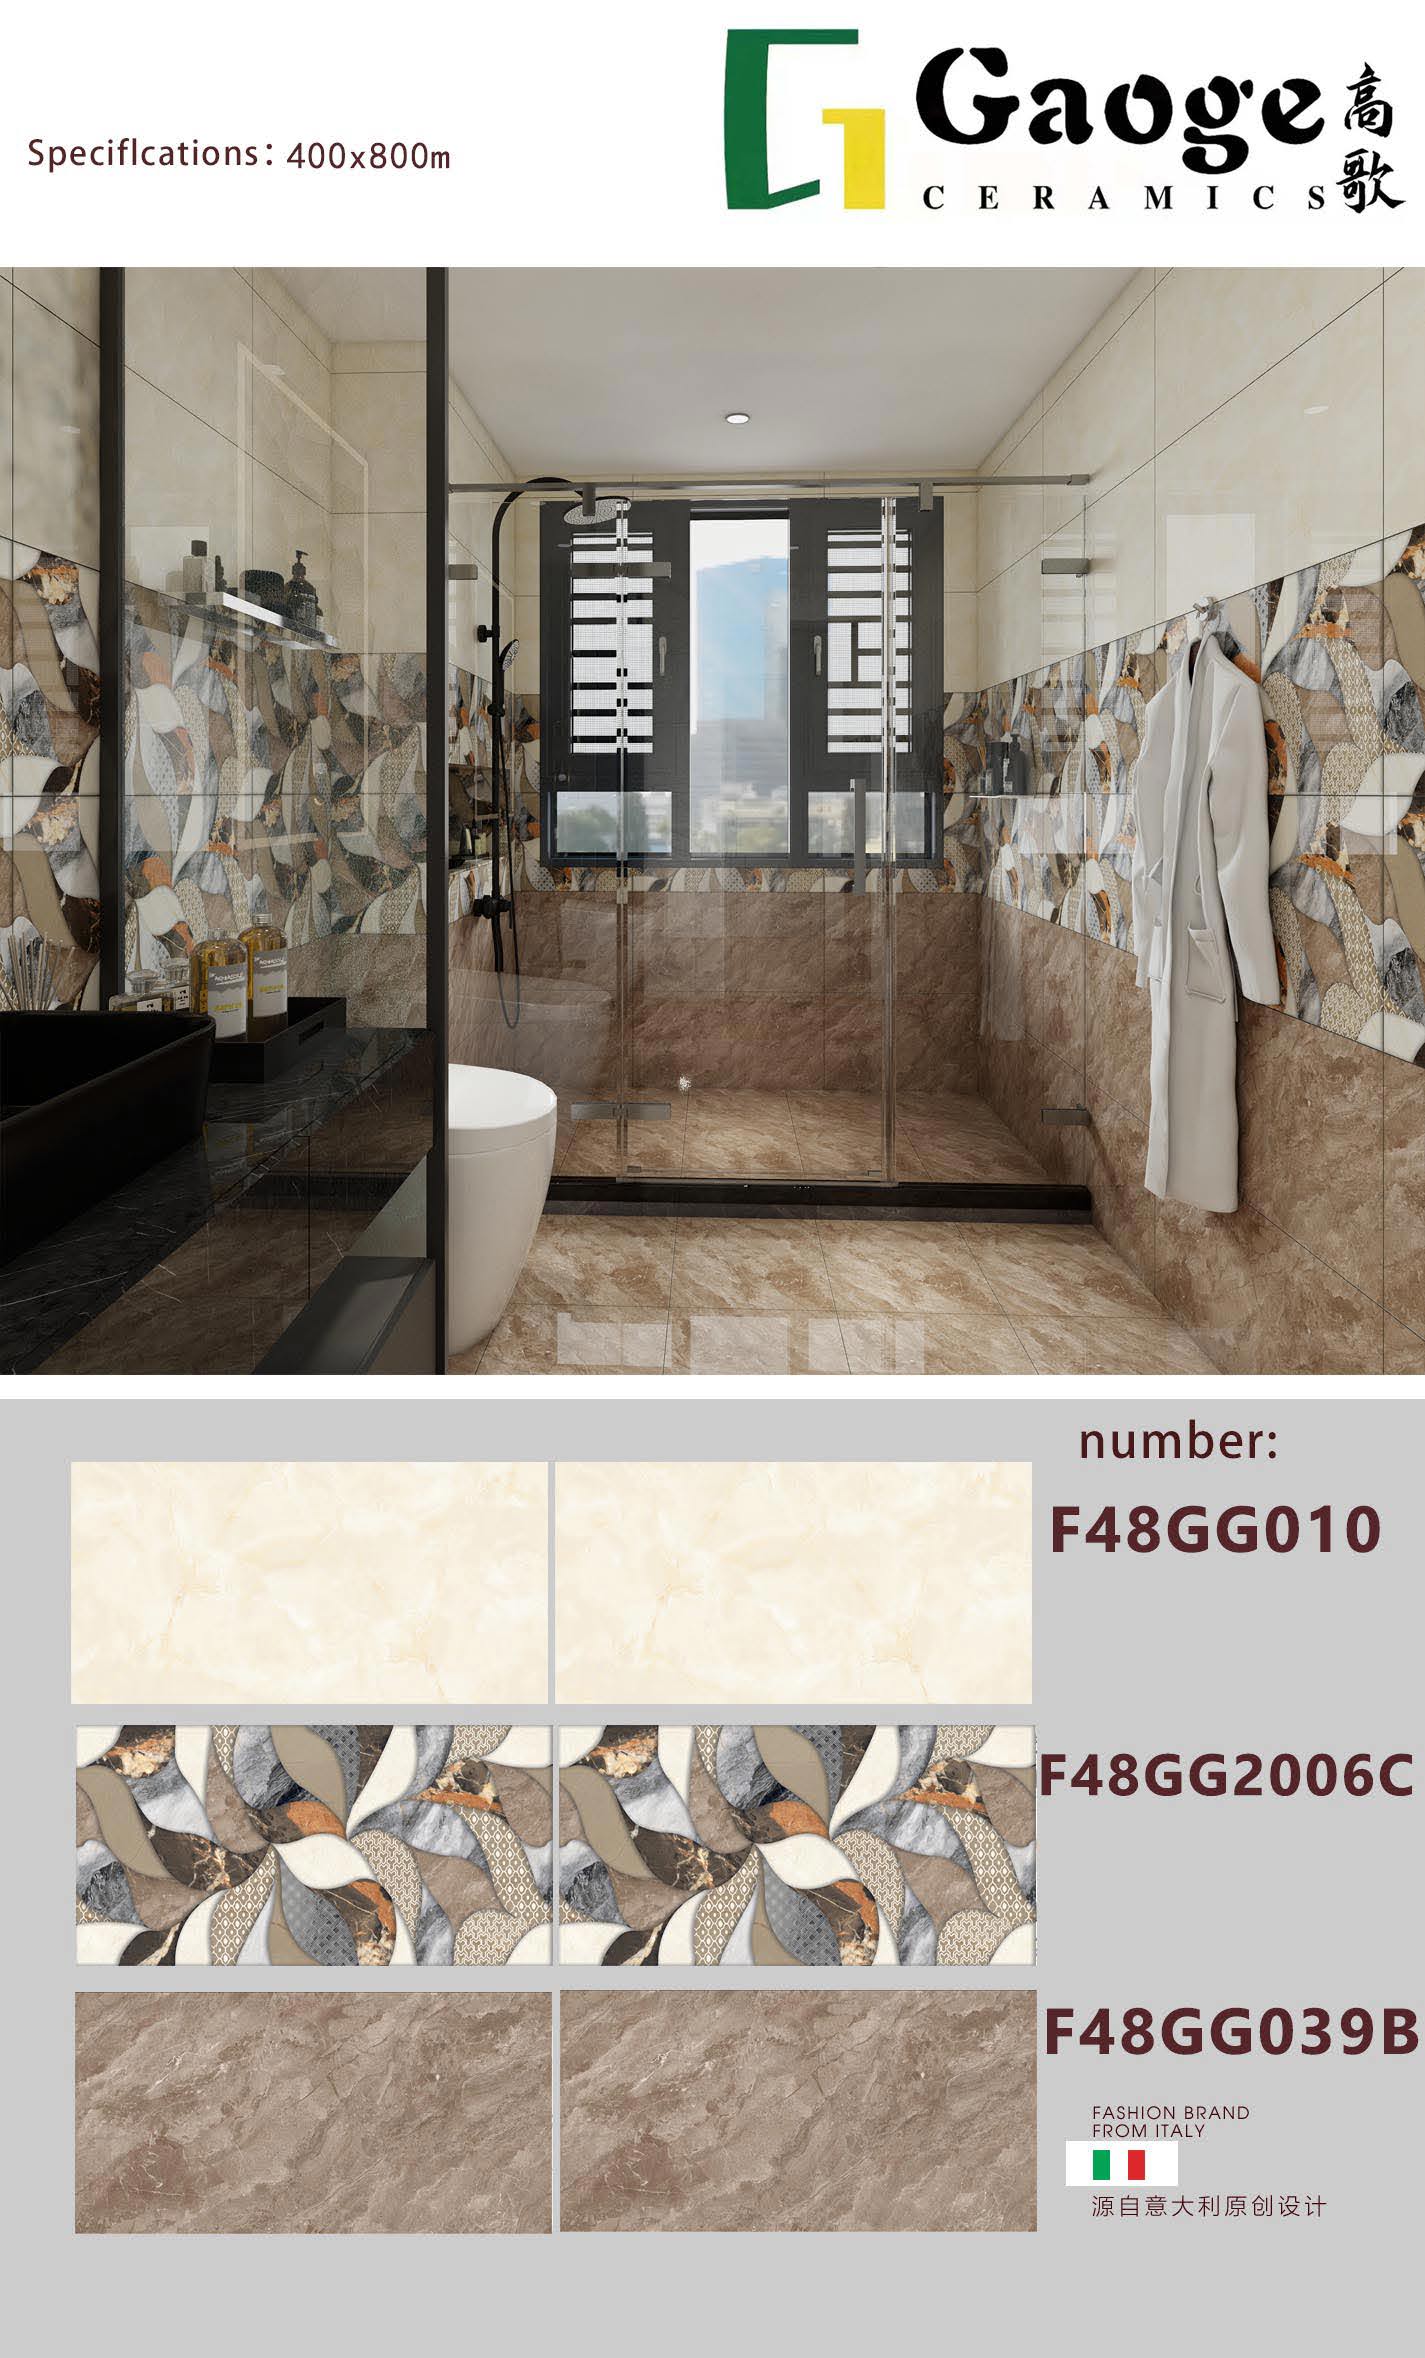 Speciflcations: 400x800m
Gaoge
CERAMICS
高歌
number:
F48GG010
F48GG2006C
F48GG039B
FASHION BRAND
FROM ITALY
源自意大利原创设计